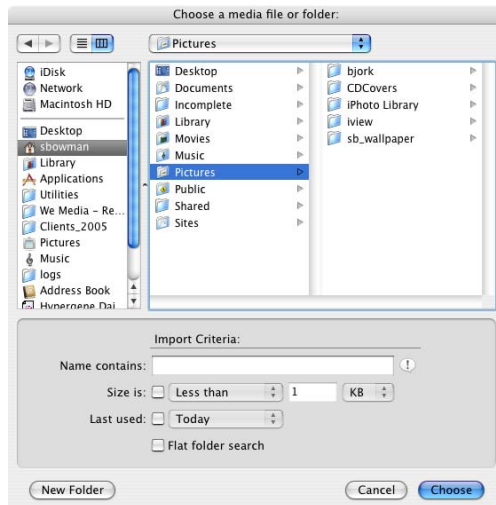 Choose a media file or folder:
Pictures
iDisk
Network
Macintosh HD
Desktop
sbowman
Library
Applications
Utilities
We Media – Re...
Clients_2005
Pictures
Music
logs
Address Book
Hypergene Dai
Desktop
Documents
Incomplete
Library
Movies
Music
Pictures
Public
Shared
Sites
bjork
CDCovers
iPhoto Library
iview
sb_wallpaper
Import Criteria:
Name contains:
Size is: Less than 1 KB
Last used: Today
Flat folder search
New Folder Cancel Choose